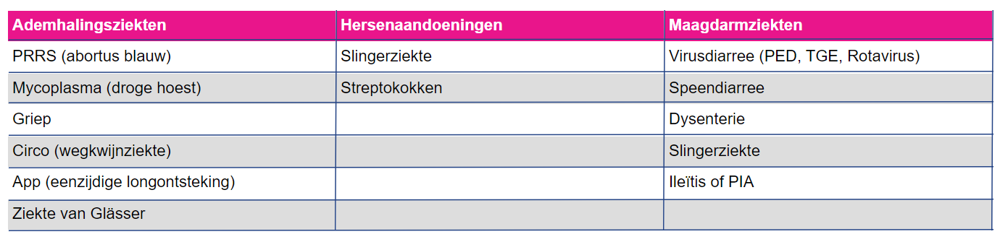 Ademhalingsziekten Hersenaandoeningen Maagdarmziekten
PRRS (abortus blauw) Slingerziekte Virusdiarree (PED, TGE, Rotavirus)
Mycoplasma (droge hoest) Streptokokken Speendiarree
Griep Dysenterie
Circo (wegkwijnziekte) Slingerziekte
App (eenzijdige longontsteking) Ileïtis of PIA
Ziekte van Glässer